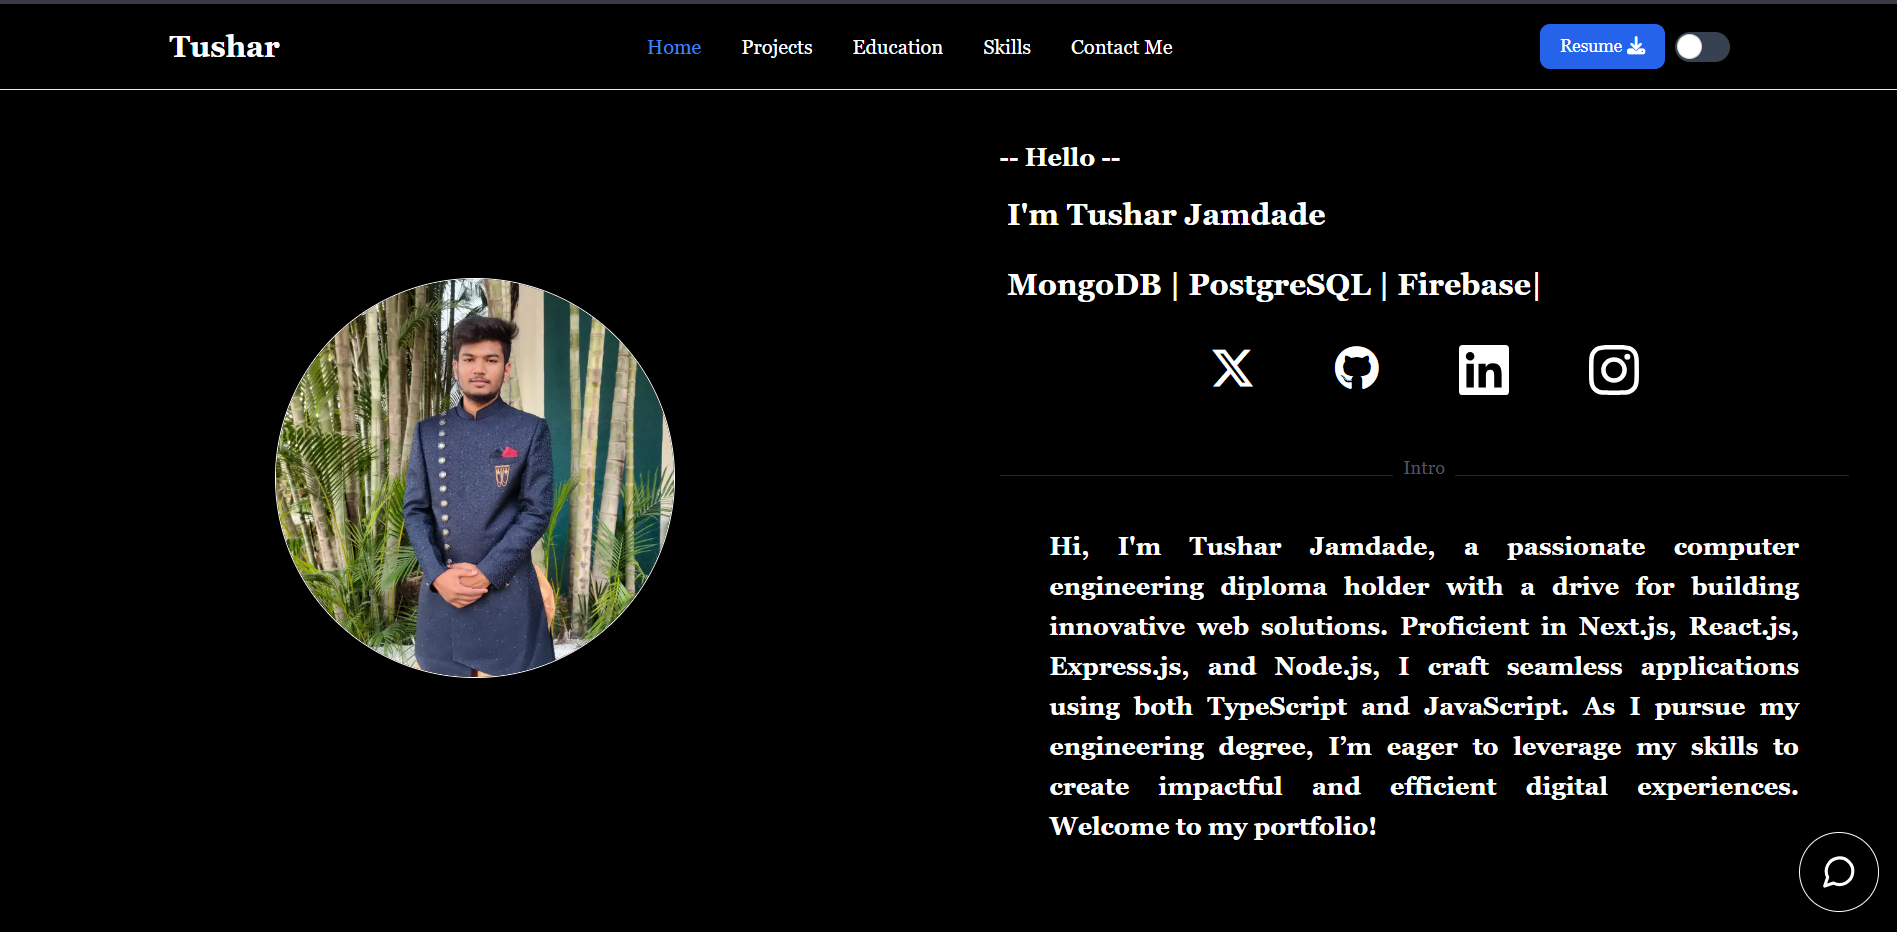 Tushar
Home Projects Education Skills Contact Me
Resume
-- Hello --
I'm Tushar Jamdade
MongoDB | PostgreSQL | Firebase|
Intro
Hi, I'm Tushar Jamdade, a passionate computer
engineering diploma holder with a drive for building
innovative web solutions. Proficient in Next.js, React.js,
Express.js, and Node.js, I craft seamless applications
using both TypeScript and JavaScript. As I pursue my
engineering degree, I’m eager to leverage my skills to
create impactful and efficient digital experiences.
Welcome to my portfolio!